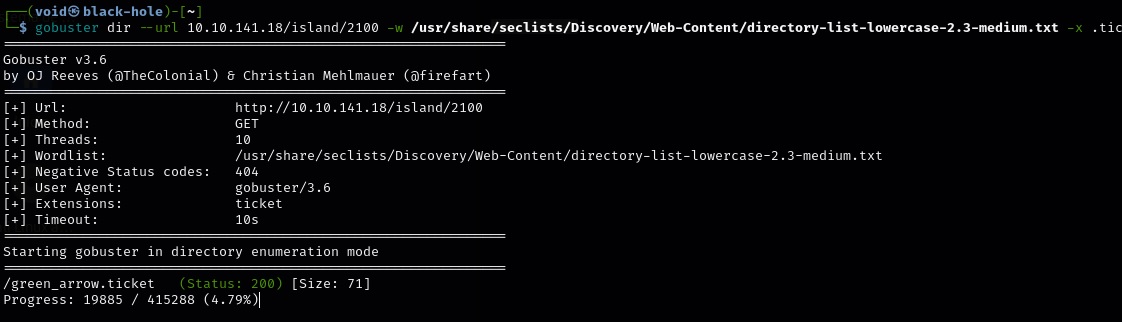 ┌──(void㉿black-hole)-[~]
└─$ gobuster dir --url 10.10.141.18/island/2100 -w /usr/share/seclists/Discovery/Web-Content/directory-list-lowercase-2.3-medium.txt -x .tic
===============================================================
Gobuster v3.6
by OJ Reeves (@TheColonial) & Christian Mehlmauer (@firefart)
===============================================================
[+] Url:                     http://10.10.141.18/island/2100
[+] Method:                  GET
[+] Threads:                 10
[+] Wordlist:                /usr/share/seclists/Discovery/Web-Content/directory-list-lowercase-2.3-medium.txt
[+] Negative Status codes:   404
[+] User Agent:              gobuster/3.6
[+] Extensions:              ticket
[+] Timeout:                 10s
===============================================================
Starting gobuster in directory enumeration mode
===============================================================
/green_arrow.ticket   (Status: 200) [Size: 71]
Progress: 19885 / 415288 (4.79%)